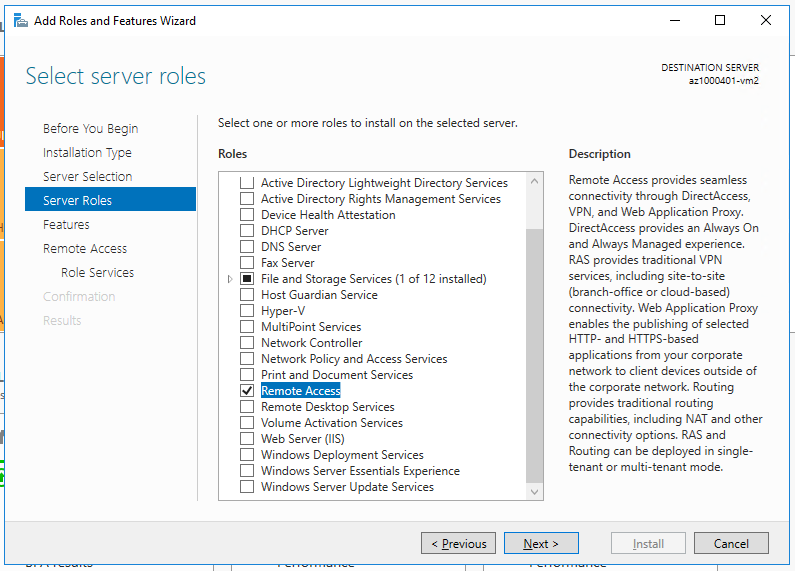 Add Roles and Features Wizard
Select server roles
DESTINATION SERVER
az1000401-vm2
Before You Begin
Installation Type
Server Selection
Server Roles
Features
Remote Access
Role Services
Confirmation
Results
Select one or more roles to install on the selected server.
Roles
Active Directory Lightweight Directory Services
Active Directory Rights Management Services
Device Health Attestation
DHCP Server
DNS Server
Fax Server
File and Storage Services (1 of 12 installed)
Host Guardian Service
Hyper-V
MultiPoint Services
Network Controller
Network Policy and Access Services
Print and Document Services
Remote Access
Remote Desktop Services
Volume Activation Services
Web Server (IIS)
Windows Deployment Services
Windows Server Essentials Experience
Windows Server Update Services
Description
Remote Access provides seamless
connectivity through DirectAccess,
VPN, and Web Application Proxy.
DirectAccess provides an Always On
and Always Managed experience.
RAS provides traditional VPN
services, including site-to-site
(branch-office or cloud-based)
connectivity. Web Application Proxy
enables the publishing of selected
HTTP- and HTTPS-based
applications from your corporate
network to client devices outside of
the corporate network. Routing
provides traditional routing
capabilities, including NAT and other
connectivity options. RAS and
Routing can be deployed in single-
tenant or multi-tenant mode.
< Previous
Next >
Install
Cancel